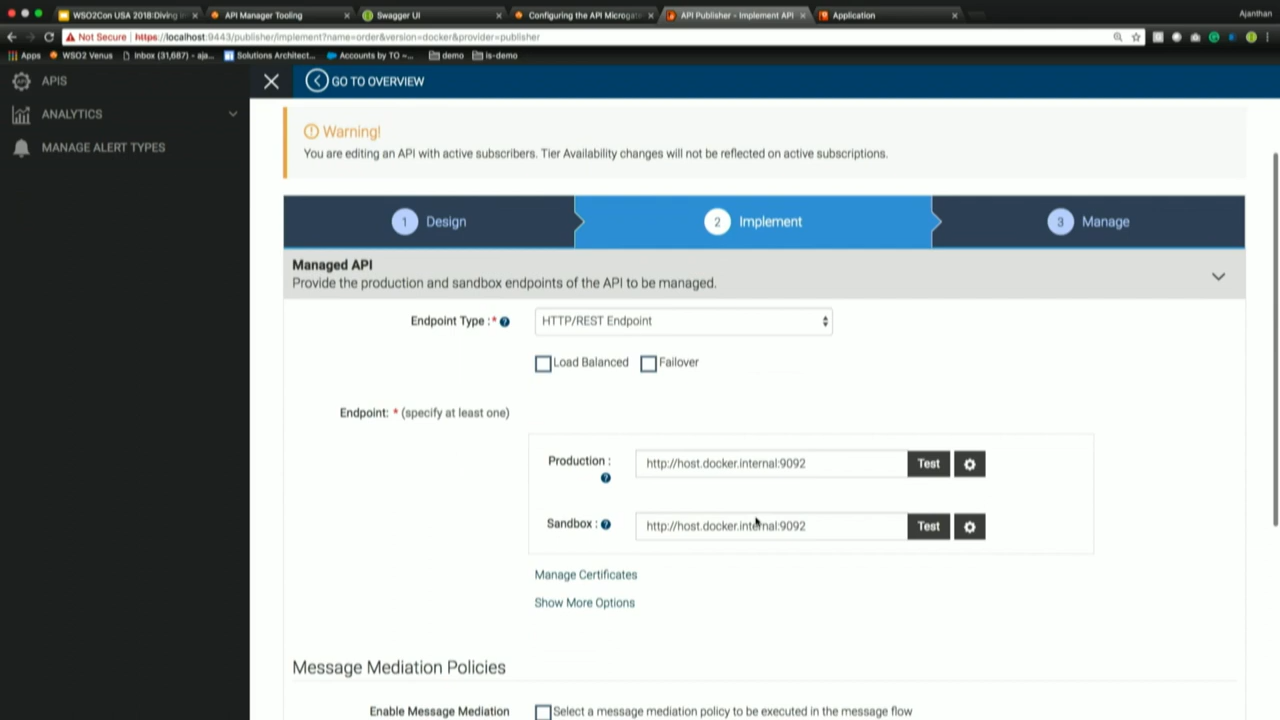 WSO2Con USA 2018:Diving
API Manager Tooling
Swagger UI
Configuring the API Microgate
API Publisher - Implement API
Application
Ajanthan
Not Secure | https://localhost:9443/publisher/implement?name=order&version=docker&provider=publisher
Apps
WSO2 Venus
Inbox (31,687) - aja...
Solutions Architect...
Accounts by TO –...
demo
is-demo
APIS
ANALYTICS
MANAGE ALERT TYPES
GO TO OVERVIEW
Warning!
You are editing an API with active subscribers. Tier Availability changes will not be reflected on active subscriptions.
1 Design
2 Implement
3 Manage
Managed API
Provide the production and sandbox endpoints of the API to be managed.
Endpoint Type :*
HTTP/REST Endpoint
Load Balanced
Failover
Endpoint: * (specify at least one)
Production :
http://host.docker.internal:9092
Test
Sandbox :
http://host.docker.internal:9092
Test
Manage Certificates
Show More Options
Message Mediation Policies
Enable Message Mediation
Select a message mediation policy to be executed in the message flow